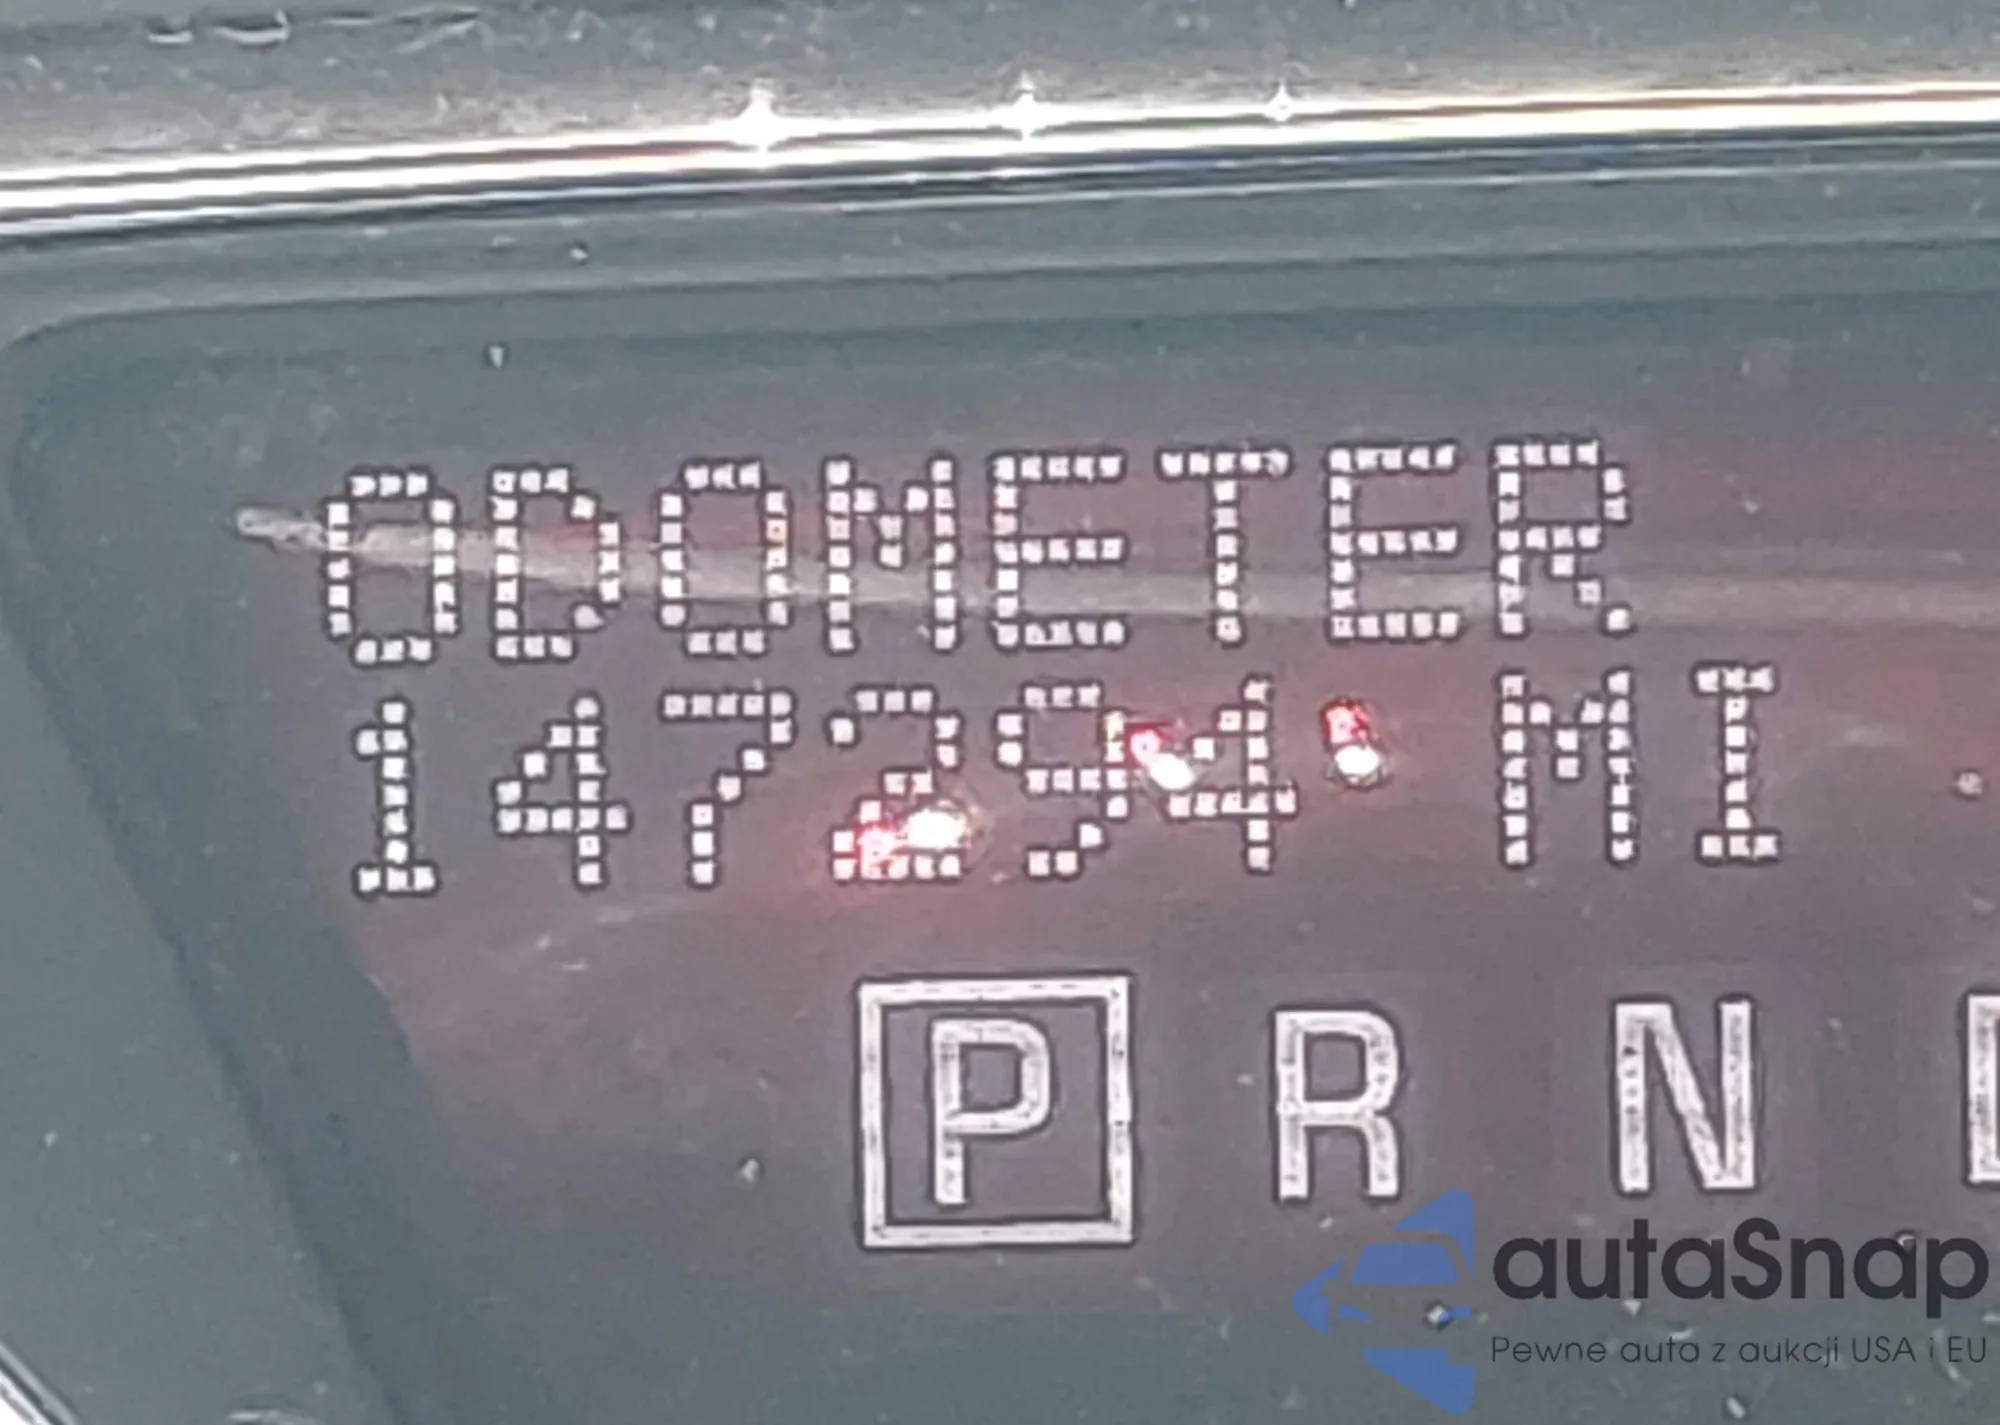 ODOMETER
147294 MI
P R N
autaSnap
Pewne auta z aukcji USA i EU